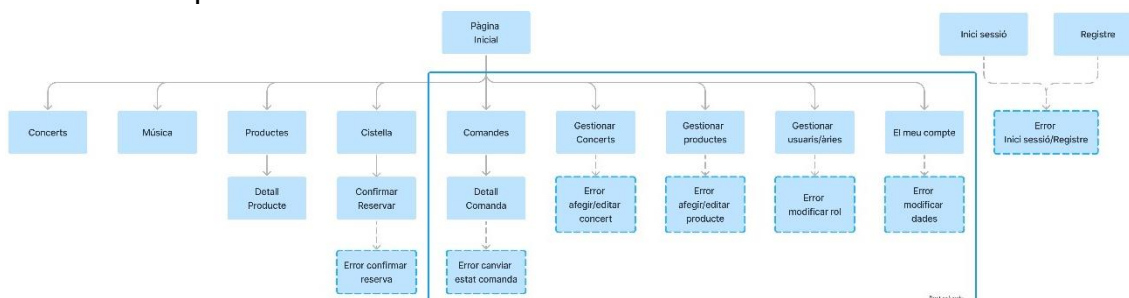 Pàgina
Inicial
Inici sessió
Registre
Concerts
Música
Productes
Cistella
Comandes
Gestionar
Concerts
Gestionar
productes
Gestionar
usuaris/àries
El meu compte
Error
Inici sessió/Registre
Detall
Producte
Confirmar
Reservar
Detall
Comanda
Error
afegir/editar
concert
Error
afegir/editar
producte
Error
modificar rol
Error
modificar
dades
Error confirmar
reserva
Error canviar
estat comanda